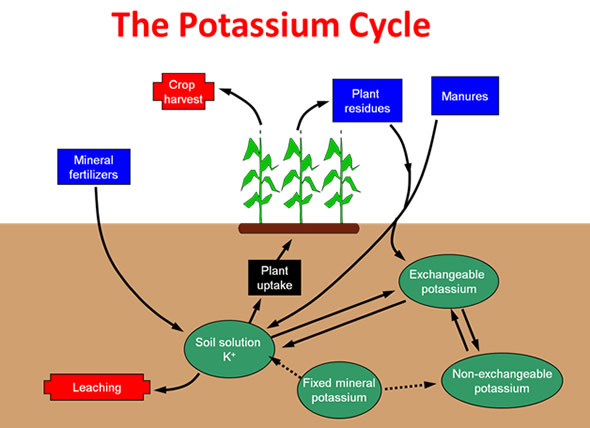 The Potassium Cycle
Crop
harvest
Plant
residues
Manures
Mineral
fertilizers
Plant
uptake
Exchangeable
potassium
Soil solution
K⁺
Leaching
Fixed mineral
potassium
Non-exchangeable
potassium